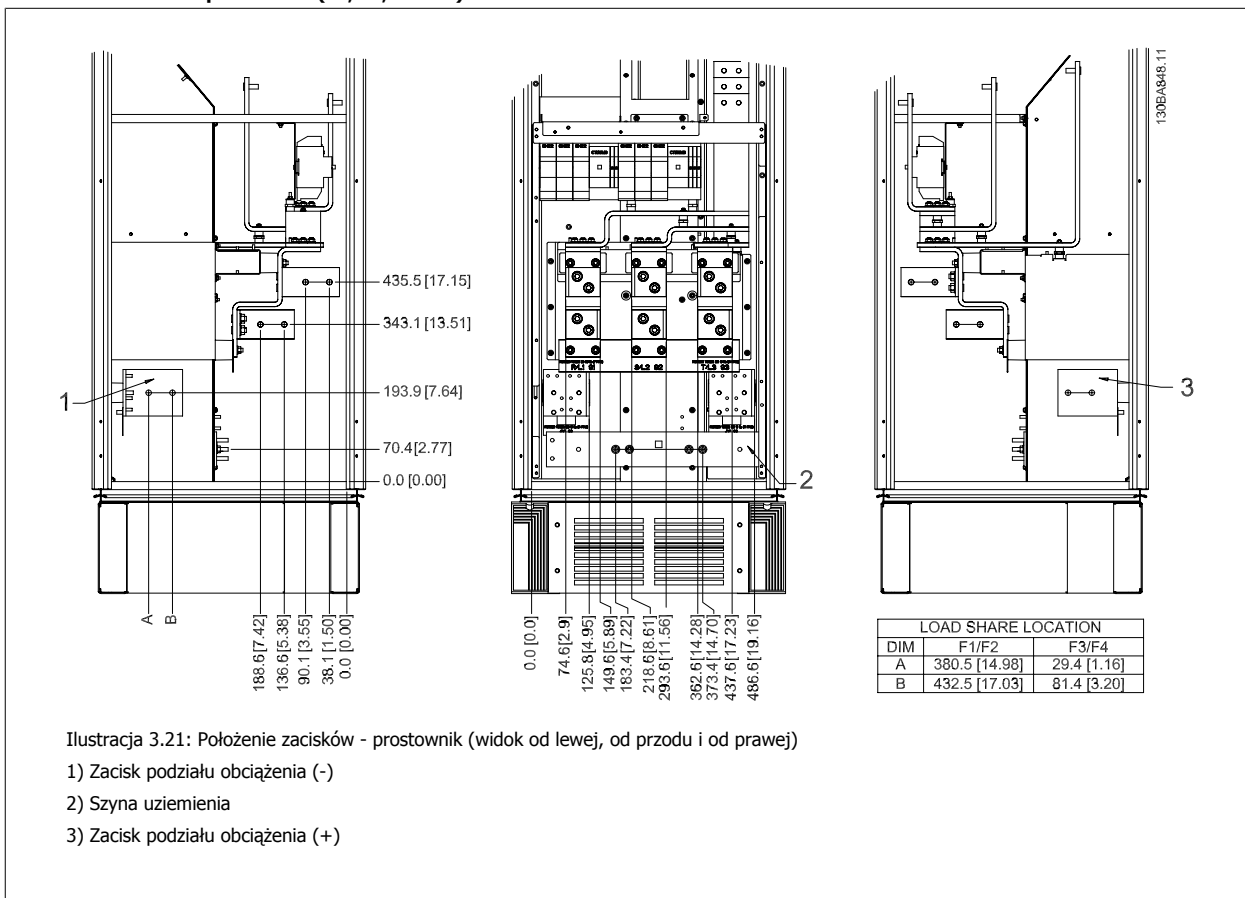 130BA848.11
435.5 [17.15]
343.1 [13.51]
193.9 [7.64]
70.4[2.77]
0.0 [0.00]
1
2
3
R/L1 91
S/L2 92
T/L3 93
A
B
188.6 [7.42]
136.6 [5.38]
90.1 [3.55]
38.1 [1.50]
0.0 [0.00]
0.0 [0.0]
74.6 [2.9]
125.8 [4.95]
149.6 [5.89]
183.4 [7.22]
218.6 [8.61]
293.6 [11.56]
362.6 [14.28]
373.4 [14.70]
437.6 [17.23]
486.6 [19.16]
LOAD SHARE LOCATION
DIM F1/F2 F3/F4
A 380.5 [14.98] 29.4 [1.16]
B 432.5 [17.03] 81.4 [3.20]
Ilustracja 3.21: Położenie zacisków - prostownik (widok od lewej, od przodu i od prawej)
1) Zacisk podziału obciążenia (-)
2) Szyna uziemienia
3) Zacisk podziału obciążenia (+)